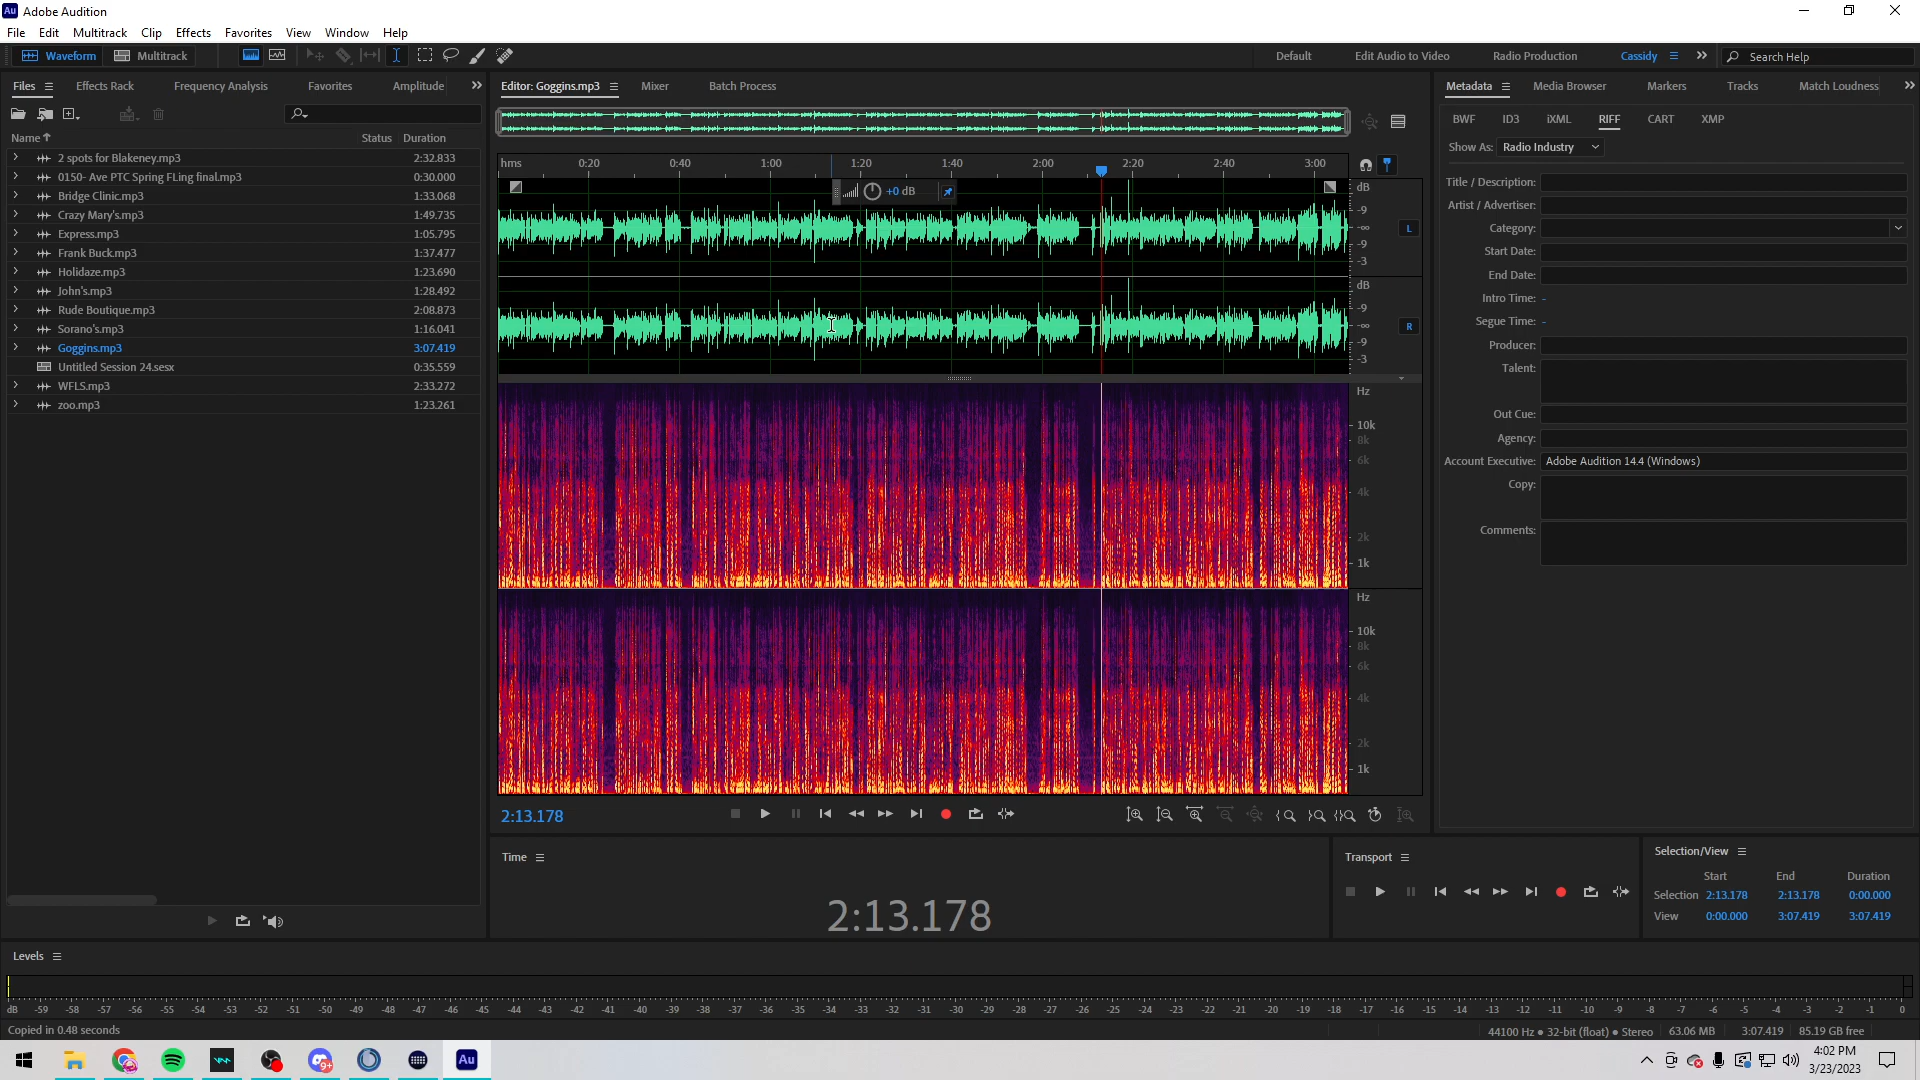 Au Adobe Audition
File Edit Multitrack Clip Effects Favorites View Window Help
Waveform Multitrack Default Edit Audio to Video Radio Production Cassidy Search Help
Files Effects Rack Frequency Analysis Favorites Amplitude
Name Status Duration
2 spots for Blakeney.mp3 2:32.833
0150- Ave PTC Spring FLing final.mp3 0:30.000
Bridge Clinic.mp3 1:33.068
Crazy Mary's.mp3 1:49.735
Express.mp3 1:05.795
Frank Buck.mp3 1:37.477
Holidaze.mp3 1:23.690
John's.mp3 1:28.492
Rude Boutique.mp3 2:08.873
Sorano's.mp3 1:16.041
Goggins.mp3 3:07.419
Untitled Session 24.sesx 0:35.559
WFLS.mp3 2:33.272
zoo.mp3 1:23.261
Editor: Goggins.mp3 Mixer Batch Process
hms 0:20 0:40 1:00 1:20 1:40 2:00 2:20 2:40 3:00
+0 dB
dB
-9
-∞
-9
-3
L
dB
-9
-∞
-9
-3
R
Hz
10k
8k
6k
4k
2k
1k
Hz
10k
8k
6k
4k
2k
1k
2:13.178
Metadata Media Browser Markers Tracks Match Loudness
BWF ID3 iXML RIFF CART XMP
Show As: Radio Industry
Title / Description:
Artist / Advertiser:
Category:
Start Date:
End Date:
Intro Time: -
Segue Time: -
Producer:
Talent:
Out Cue:
Agency:
Account Executive: Adobe Audition 14.4 (Windows)
Copy:
Comments:
Time
2:13.178
Transport
Selection/View
Start End Duration
Selection 2:13.178 2:13.178 0:00.000
View 0:00.000 3:07.419 3:07.419
Levels
dB -59 -58 -57 -56 -55 -54 -53 -52 -51 -50 -49 -48 -47 -46 -45 -44 -43 -42 -41 -40 -39 -38 -37 -36 -35 -34 -33 -32 -31 -30 -29 -28 -27 -26 -25 -24 -23 -22 -21 -20 -19 -18 -17 -16 -15 -14 -13 -12 -11 -10 -9 -8 -7 -6 -5 -4 -3 -2 -1 0
Copied in 0.48 seconds 44100 Hz • 32-bit (float) • Stereo 63.06 MB 3:07.419 85.19 GB free
9+ Au
4:02 PM
3/23/2023